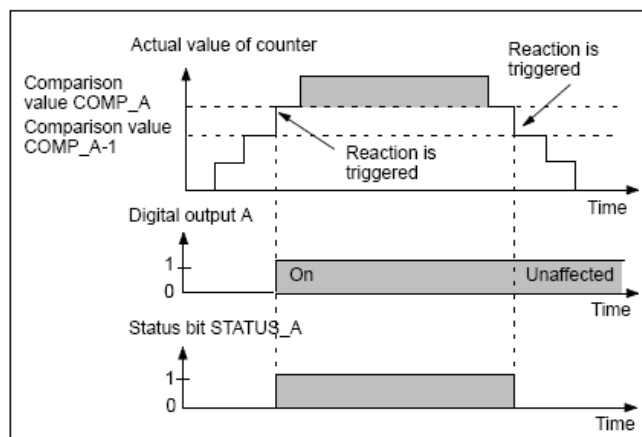 Actual value of counter
Reaction is
triggered
Comparison
value COMP_A
Comparison value
COMP_A-1
Reaction is
triggered
Time
Digital output A
1
0
On
Unaffected
Time
Status bit STATUS_A
1
0
Time